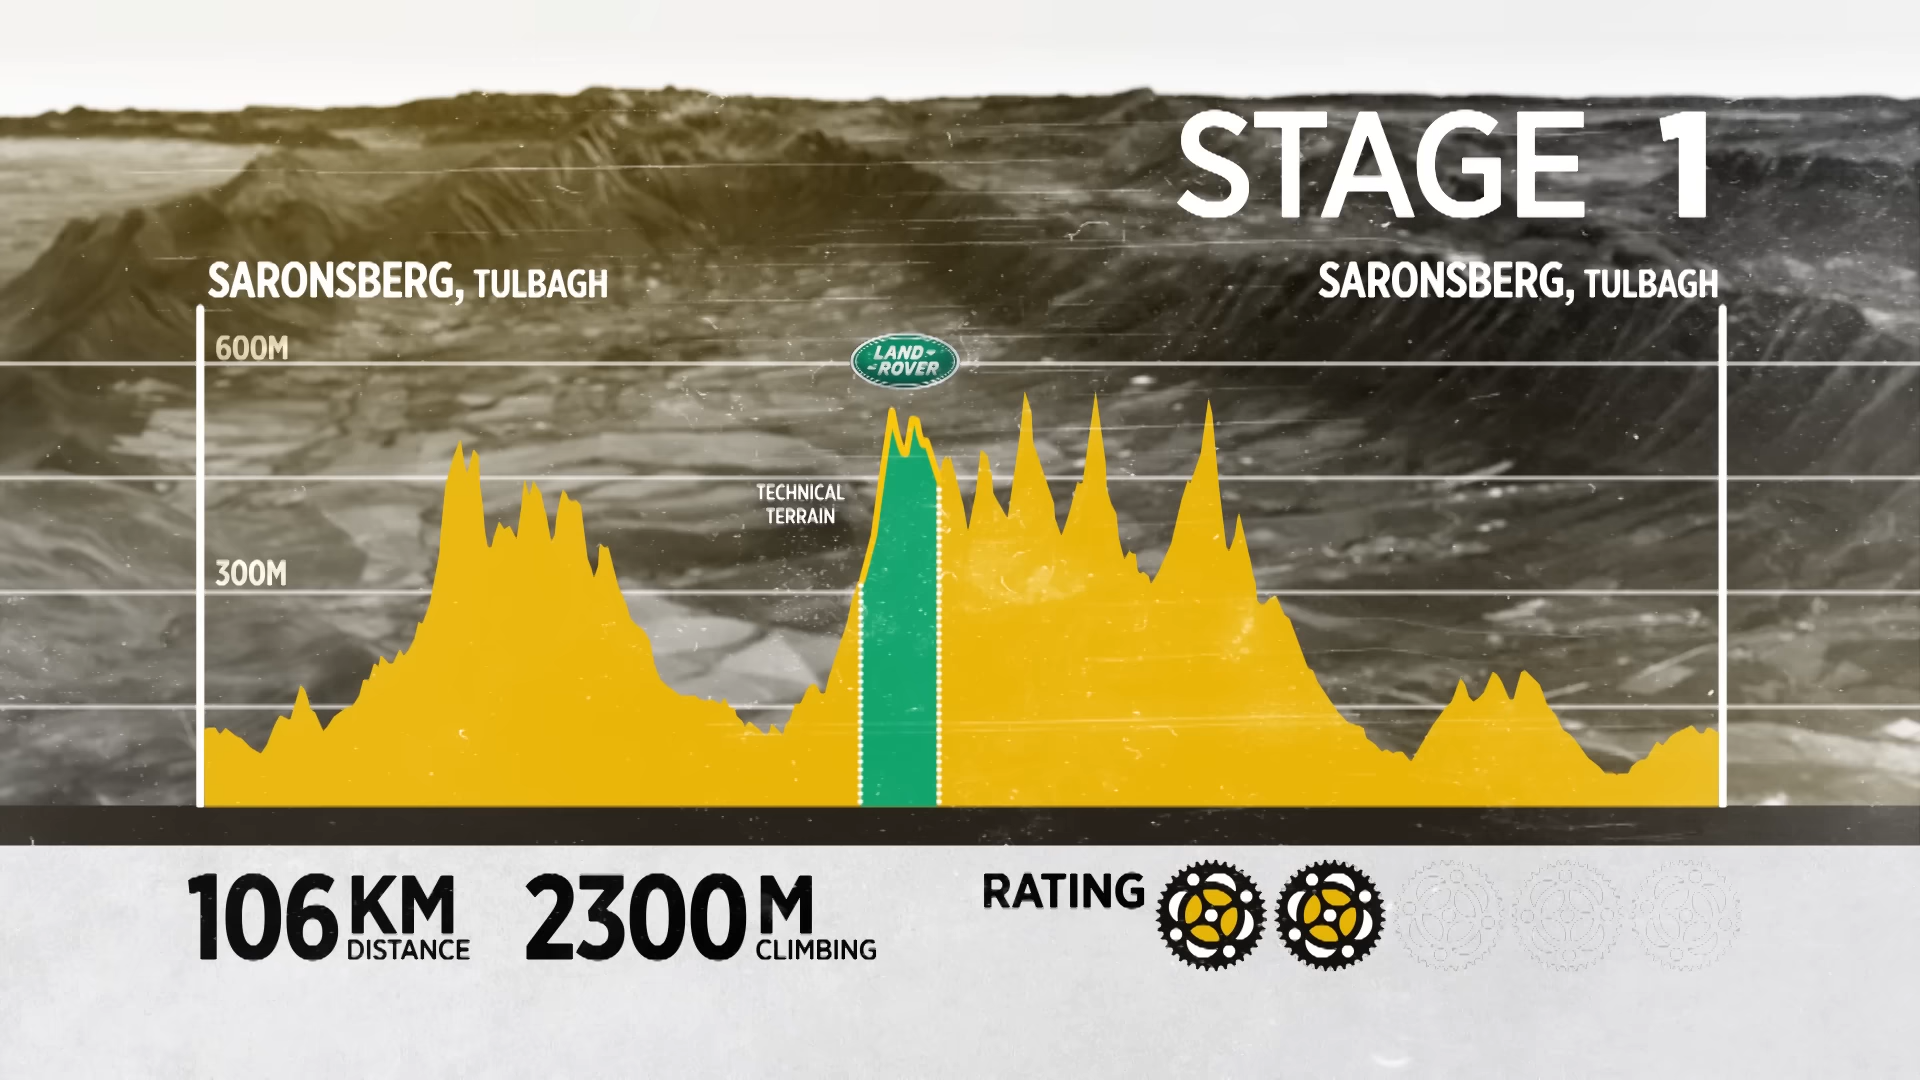 STAGE 1
SARONSBERG, TULBAGH
SARONSBERG, TULBAGH
600M
LAND-
-ROVER
TECHNICAL
TERRAIN
300M
106 KM
DISTANCE
2300 M
CLIMBING
RATING